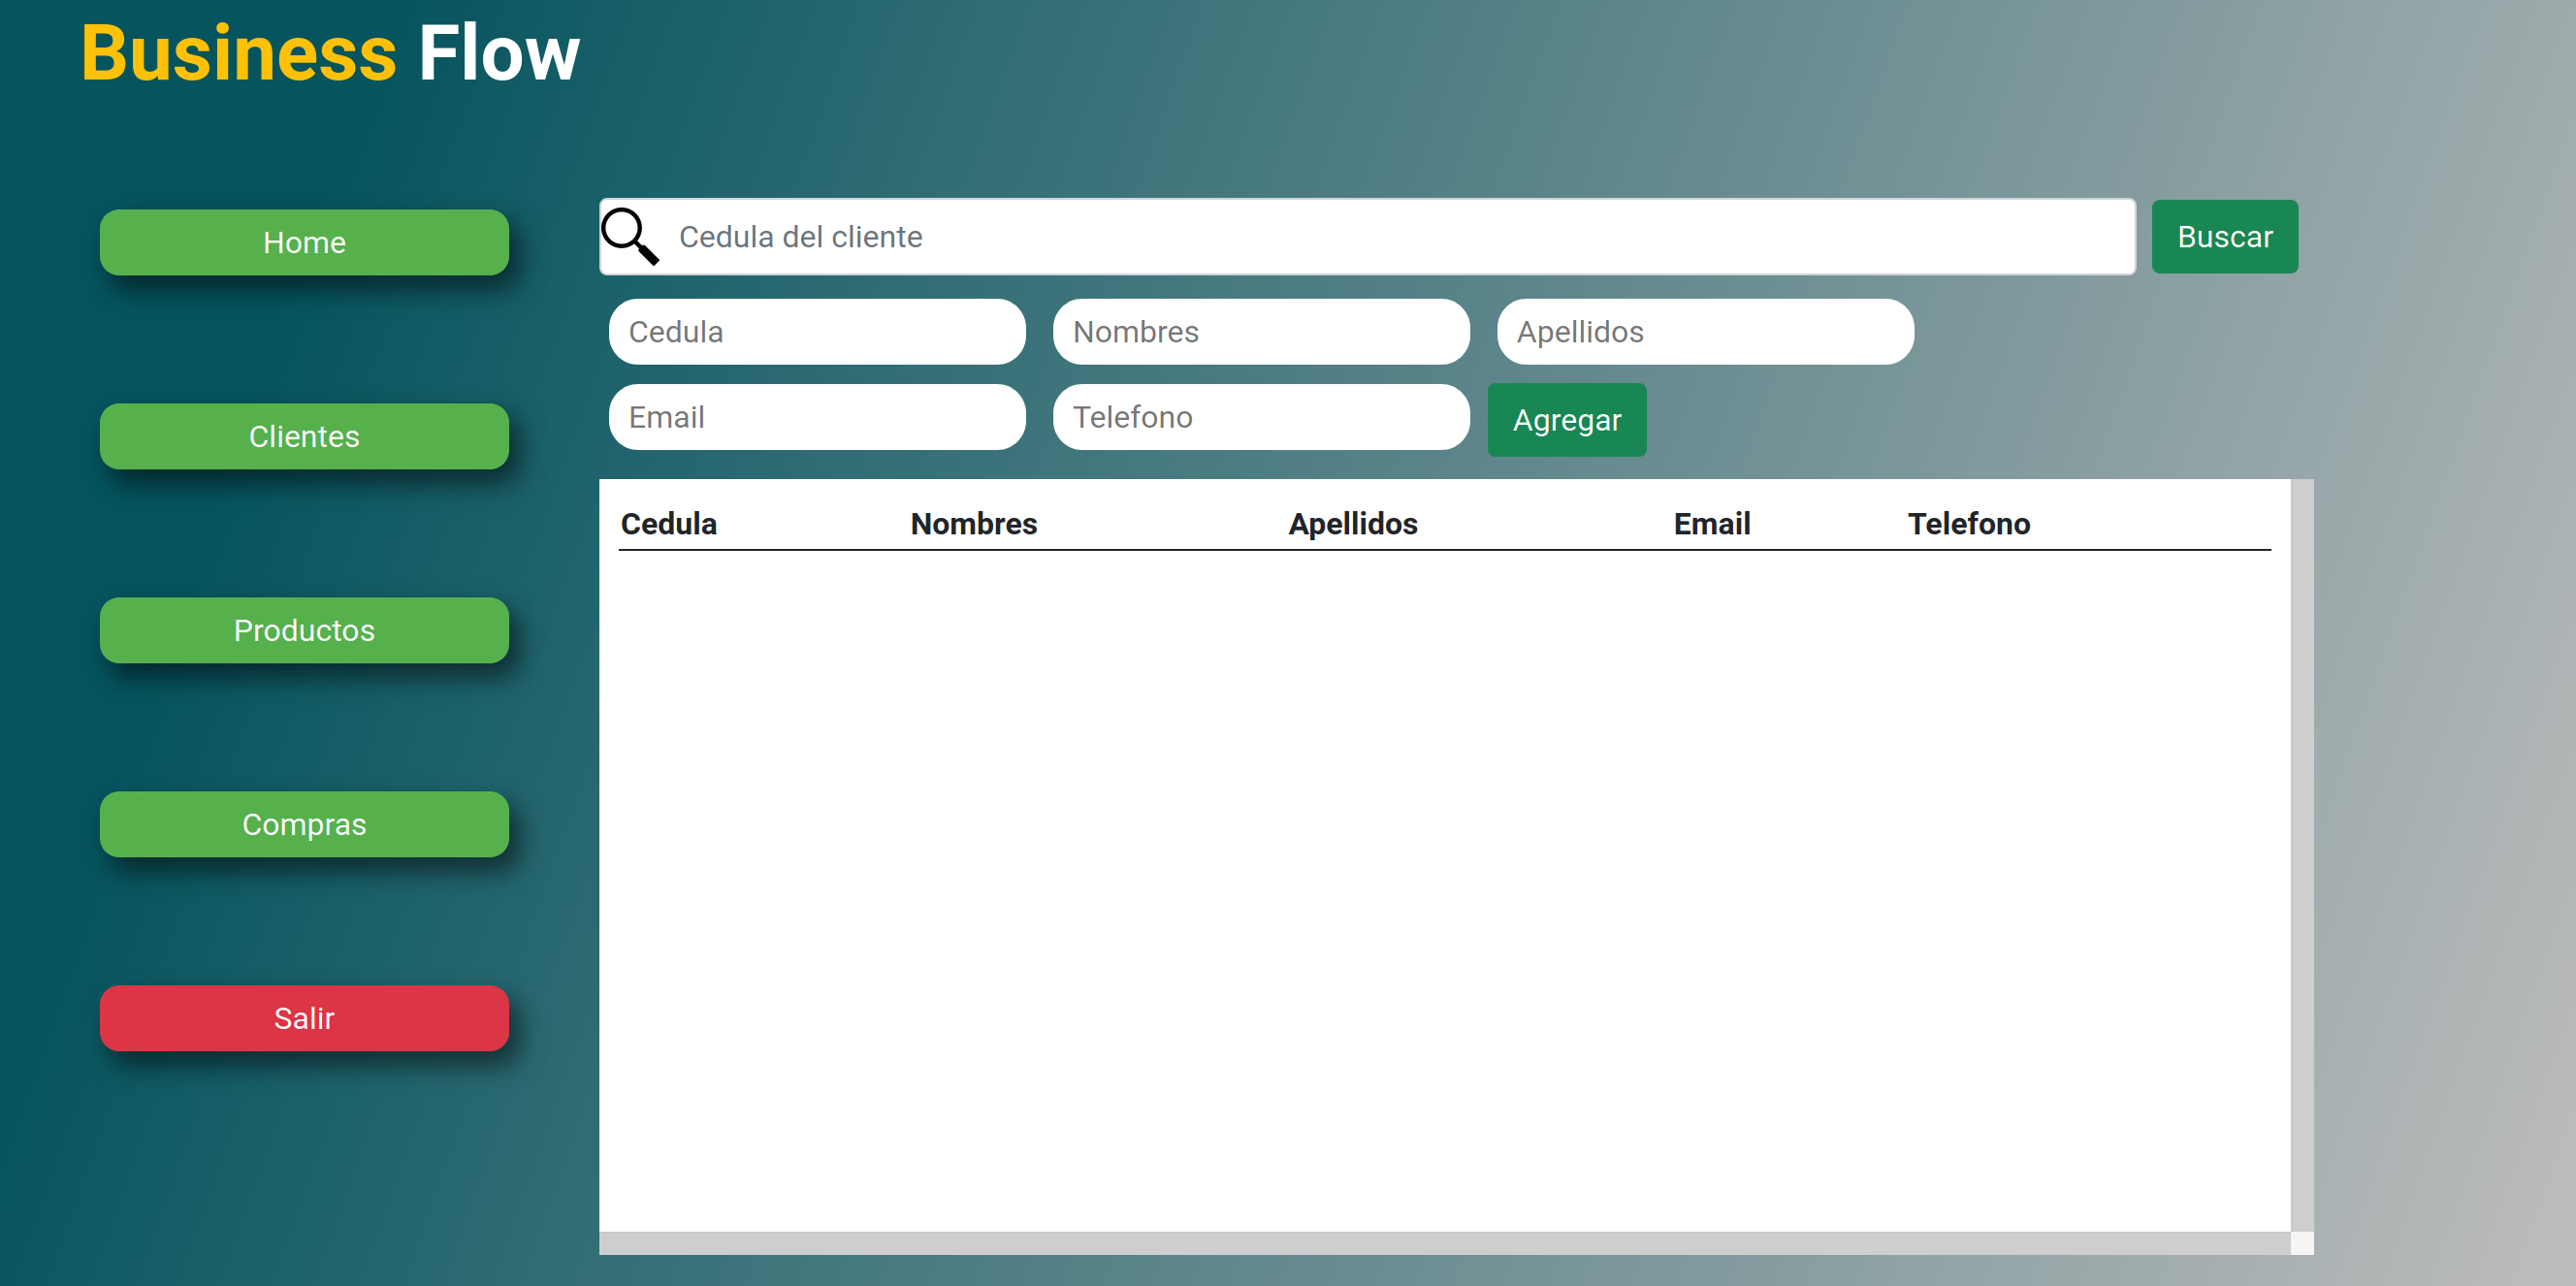 Business Flow
Home
Clientes
Productos
Compras
Salir
Cedula del cliente Buscar
Cedula Nombres Apellidos
Email Telefono Agregar
Cedula Nombres Apellidos Email Telefono